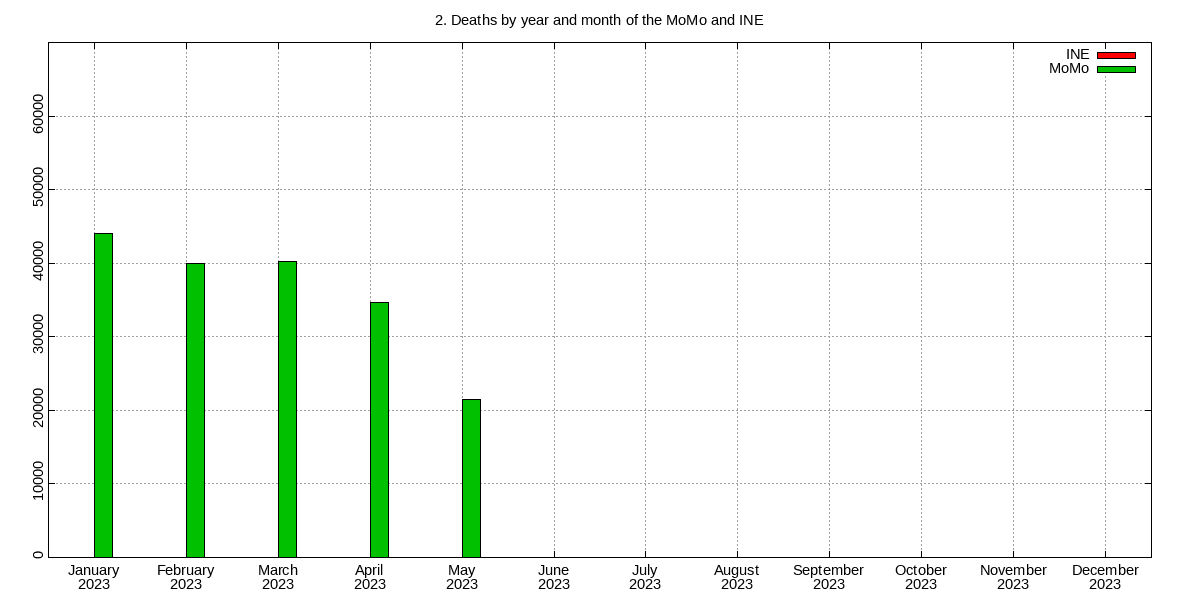 2. Deaths by year and month of the MoMo and INE
INE
MoMo
60000
50000
40000
30000
20000
10000
0
January February March April May June July August September October November December
2023 2023 2023 2023 2023 2023 2023 2023 2023 2023 2023 2023